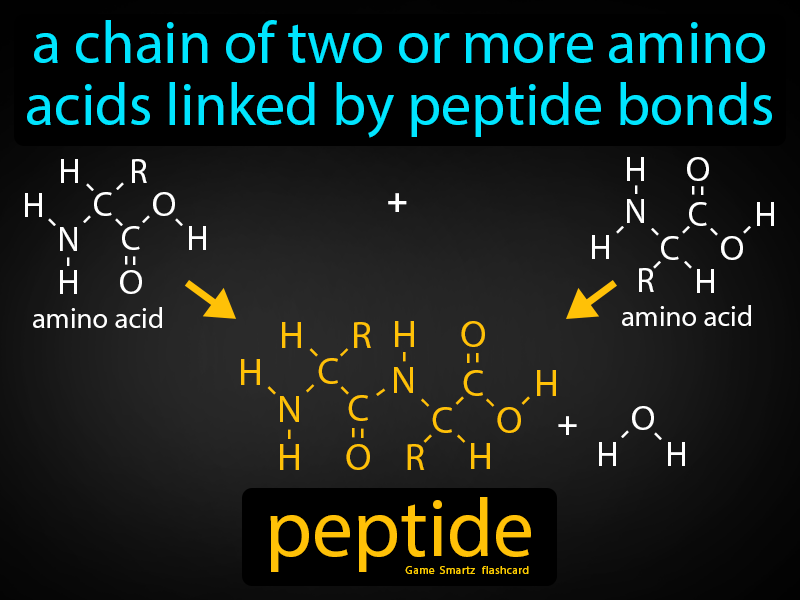 a chain of two or more amino
acids linked by peptide bonds
H R H O
H C O + N C H
N C H H C O
H O R H
amino acid amino acid
H R H O
H C N C H
N C C O + O
H O R H H H
peptide
Game Smartz flashcard